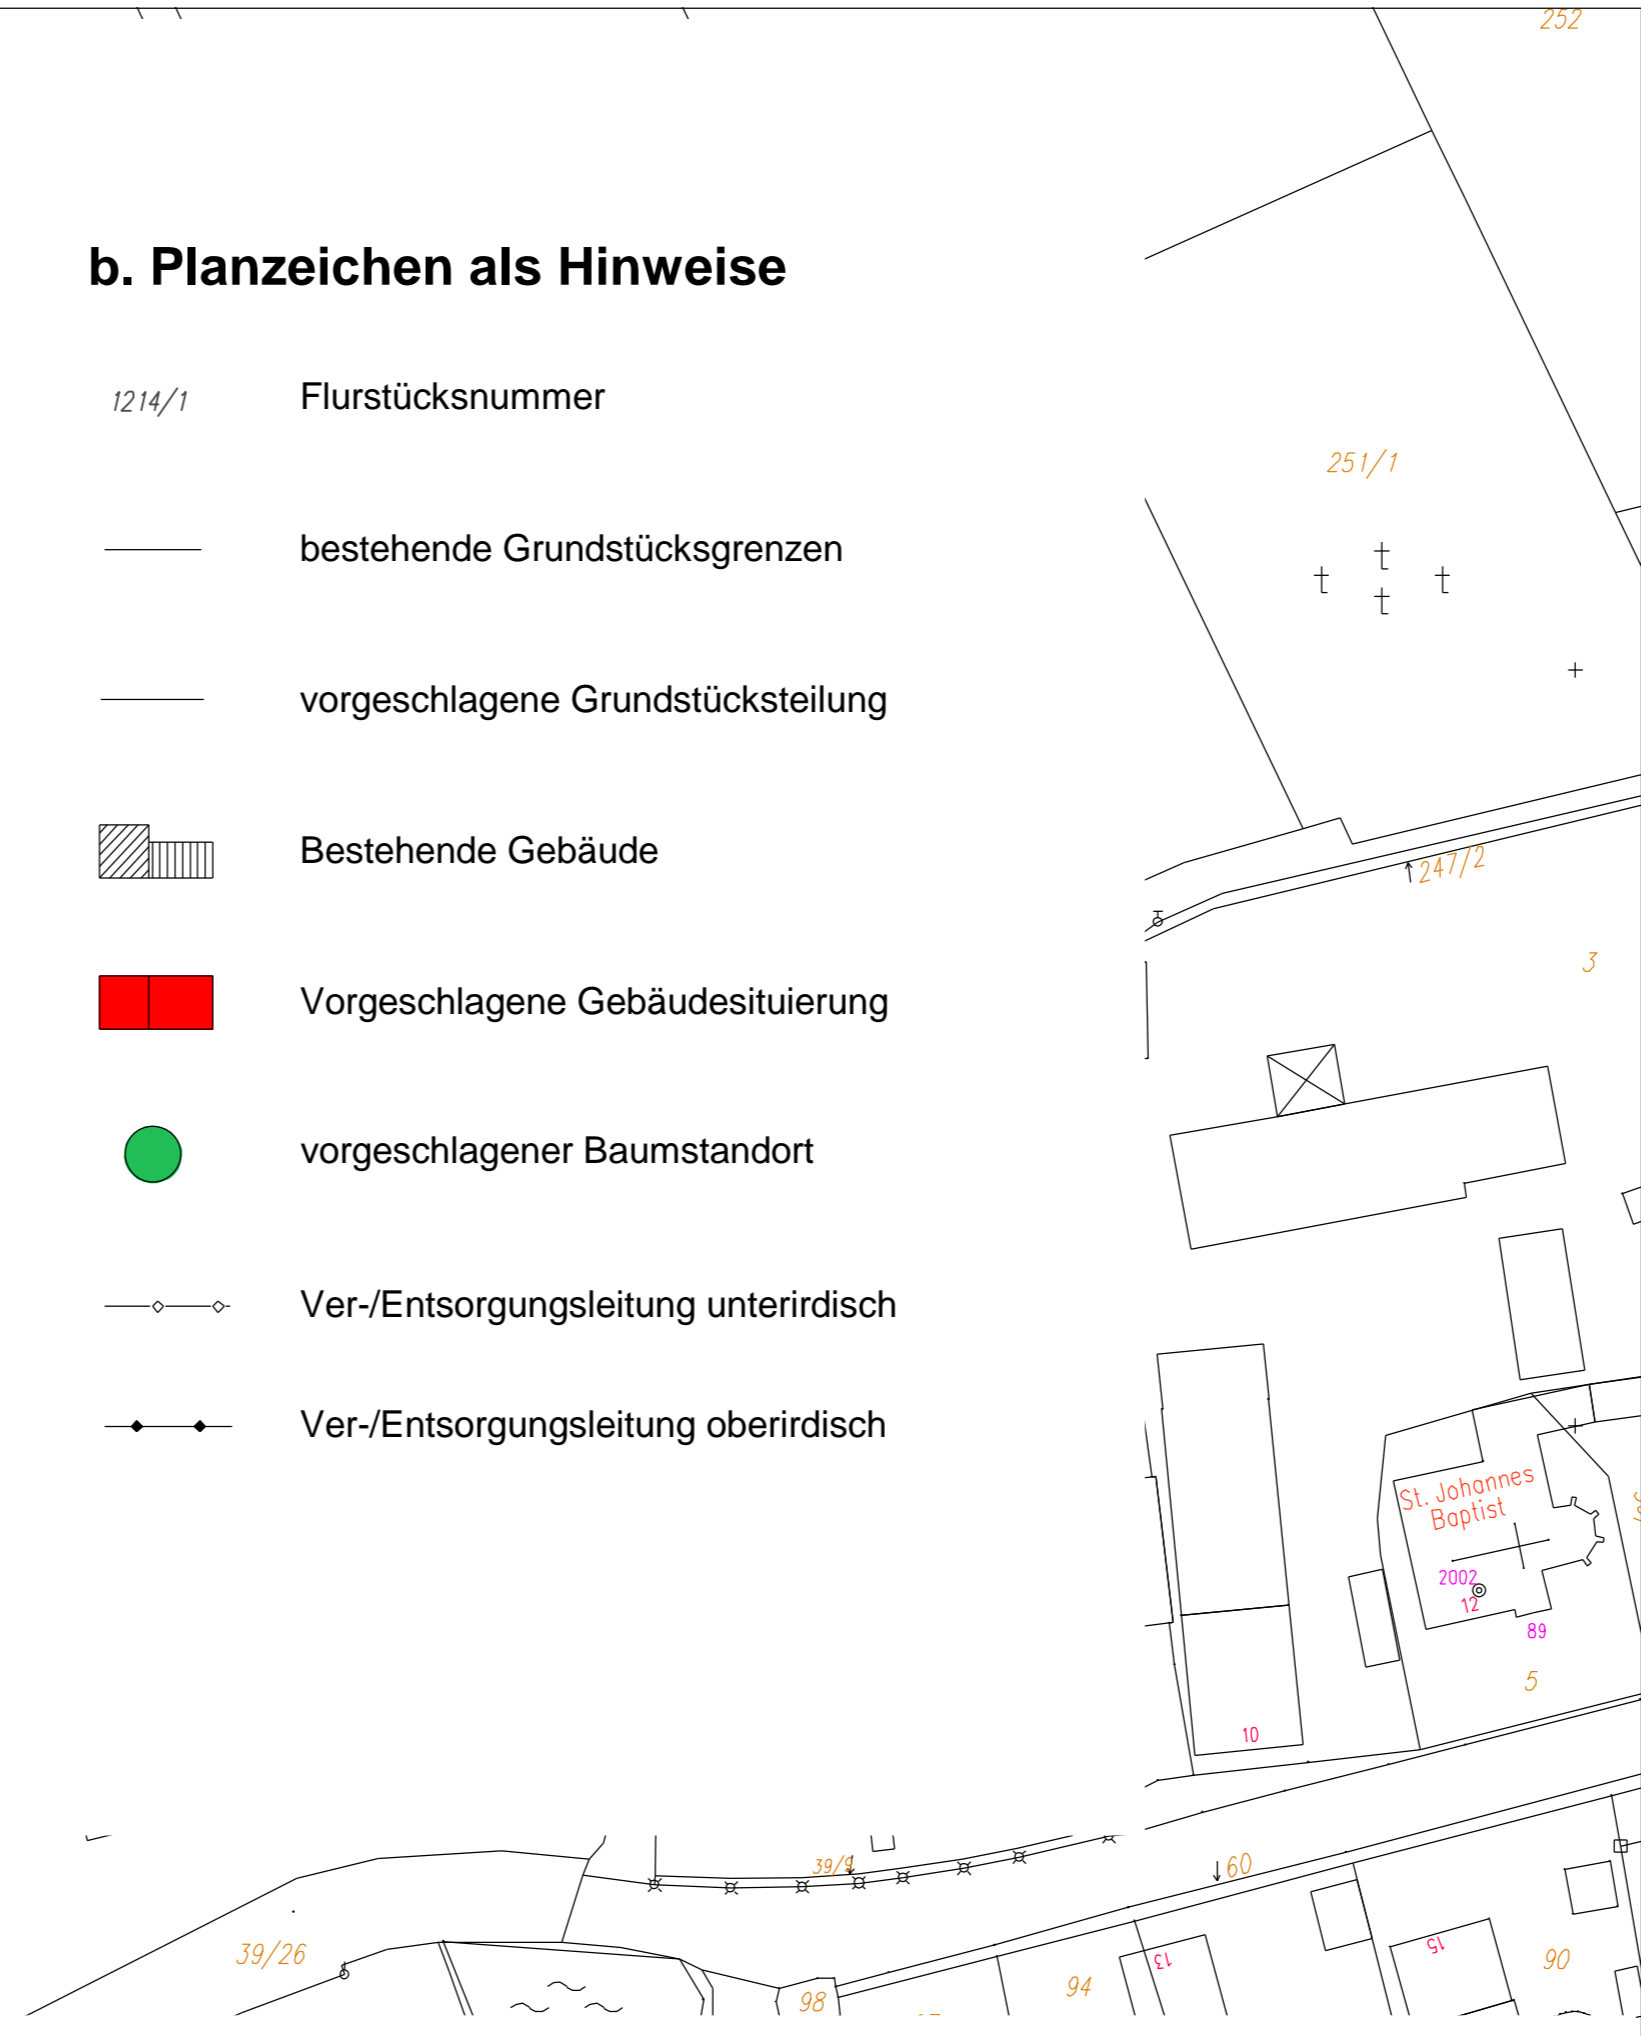 252
b. Planzeichen als Hinweise
1214/1 Flurstücksnummer
251/1
bestehende Grundstücksgrenzen
vorgeschlagene Grundstücksteilung
Bestehende Gebäude
247/2
3
Vorgeschlagene Gebäudesituierung
vorgeschlagener Baumstandort
Ver-/Entsorgungsleitung unterirdisch
Ver-/Entsorgungsleitung oberirdisch
St. Johannes
Baptist
2002
12
89
5
10
39/9
60
39/26
13
15
90
94
98